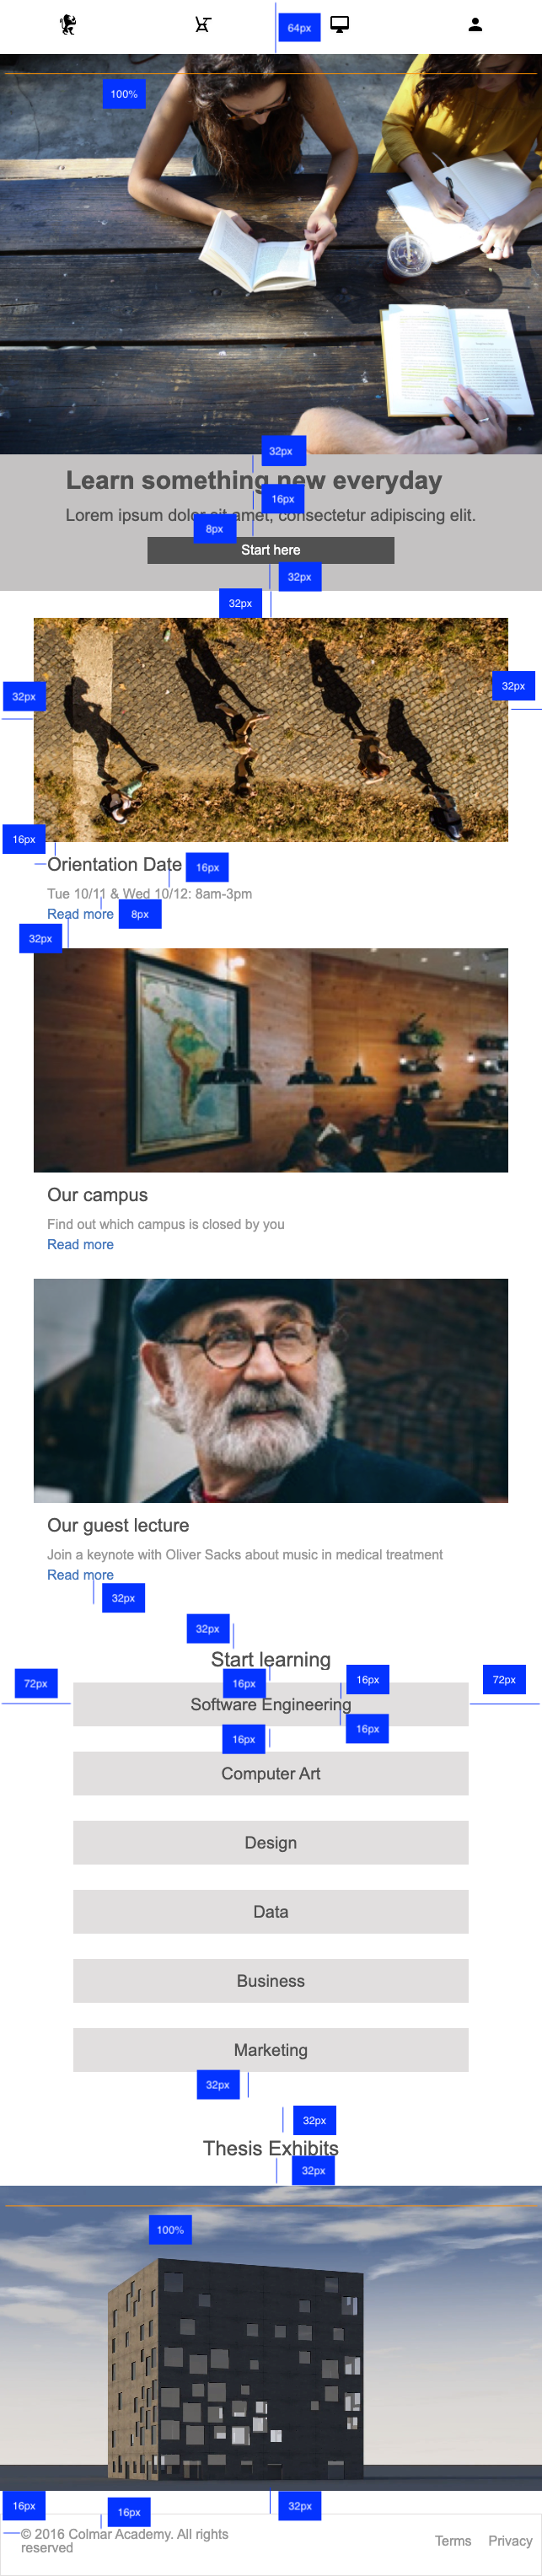 64px
100%
32px
Learn something new everyday
16px
Lorem ipsum dolor sit amet, consectetur adipiscing elit.
8px
Start here
32px
32px
32px
32px
16px
Orientation Date
16px
Tue 10/11 & Wed 10/12: 8am-3pm
Read more
8px
32px
Our campus
Find out which campus is closed by you
Read more
Our guest lecture
Join a keynote with Oliver Sacks about music in medical treatment
Read more
32px
32px
Start learning
72px
16px
16px
72px
Software Engineering
16px
16px
Computer Art
Design
Data
Business
Marketing
32px
32px
Thesis Exhibits
32px
100%
16px
16px
32px
© 2016 Colmar Academy. All rights
reserved
Terms
Privacy